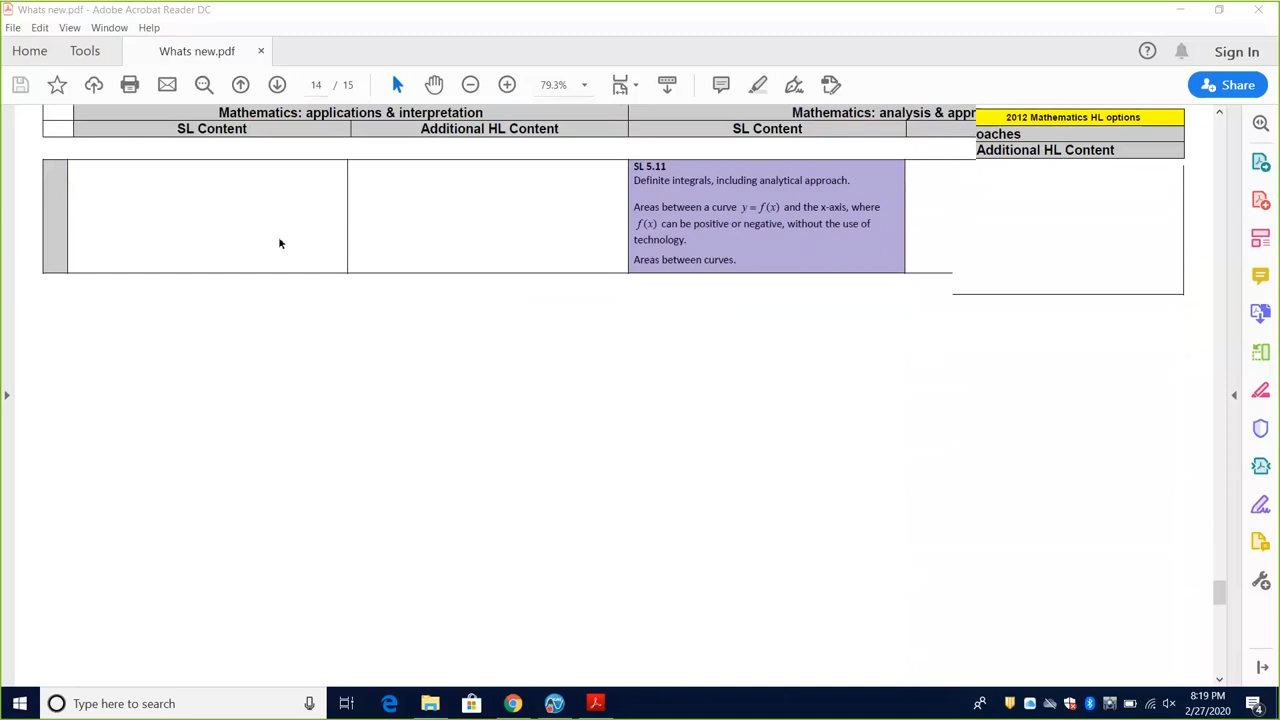 Whats new.pdf - Adobe Acrobat Reader DC
File Edit View Window Help
Home Tools Whats new.pdf × Sign In
14 / 15 79.3% Share
Mathematics: applications & interpretation Mathematics: analysis & appr
2012 Mathematics HL options
oaches
SL Content Additional HL Content SL Content
Additional HL Content
SL 5.11
Definite integrals, including analytical approach.
Areas between a curve y = f(x) and the x-axis, where
f(x) can be positive or negative, without the use of
technology.
Areas between curves.
Type here to search
8:19 PM
2/27/2020
4